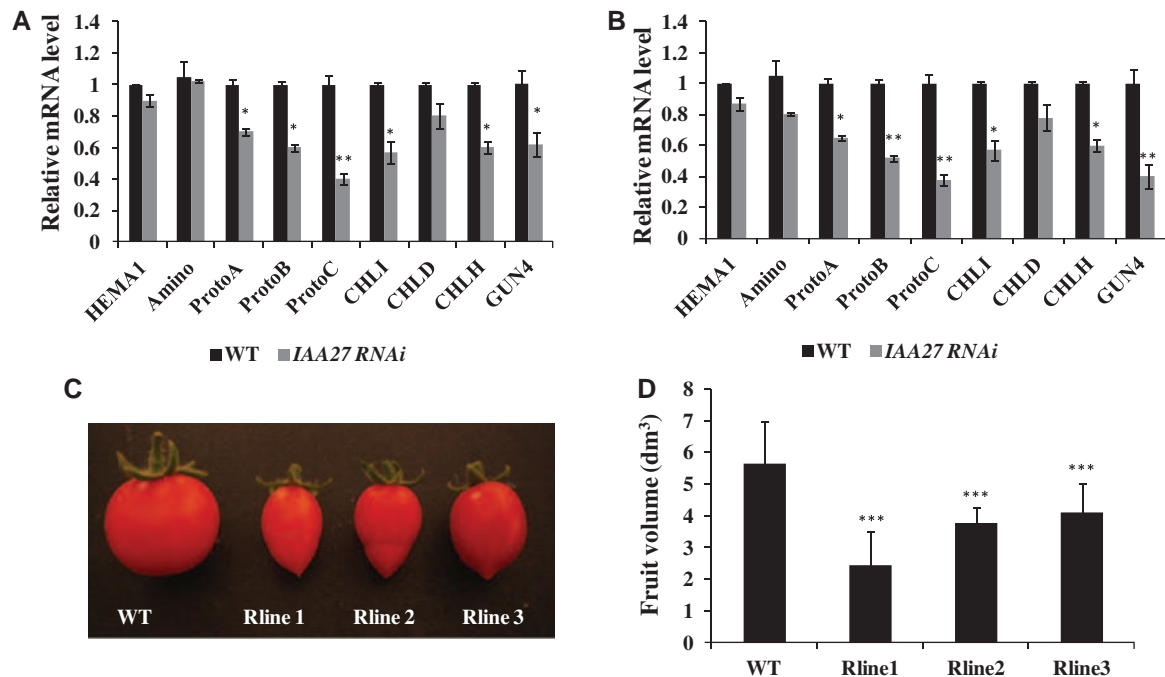 A
Relative mRNA level
1.4
1.2
1
0.8
0.6
0.4
0.2
0
*
*
**
*
*
*
HEMA1
Amino
ProtoA
ProtoB
ProtoC
CHLI
CHLD
CHLH
GUN4
WT IAA27 RNAi
B
Relative mRNA level
1.4
1.2
1
0.8
0.6
0.4
0.2
0
*
**
**
*
*
**
HEMA1
Amino
ProtoA
ProtoB
ProtoC
CHLI
CHLD
CHLH
GUN4
WT IAA27 RNAi
C
WT Rline 1 Rline 2 Rline 3
D
Fruit volume (dm³)
8
7
6
5
4
3
2
1
0
***
***
***
WT Rline1 Rline2 Rline3